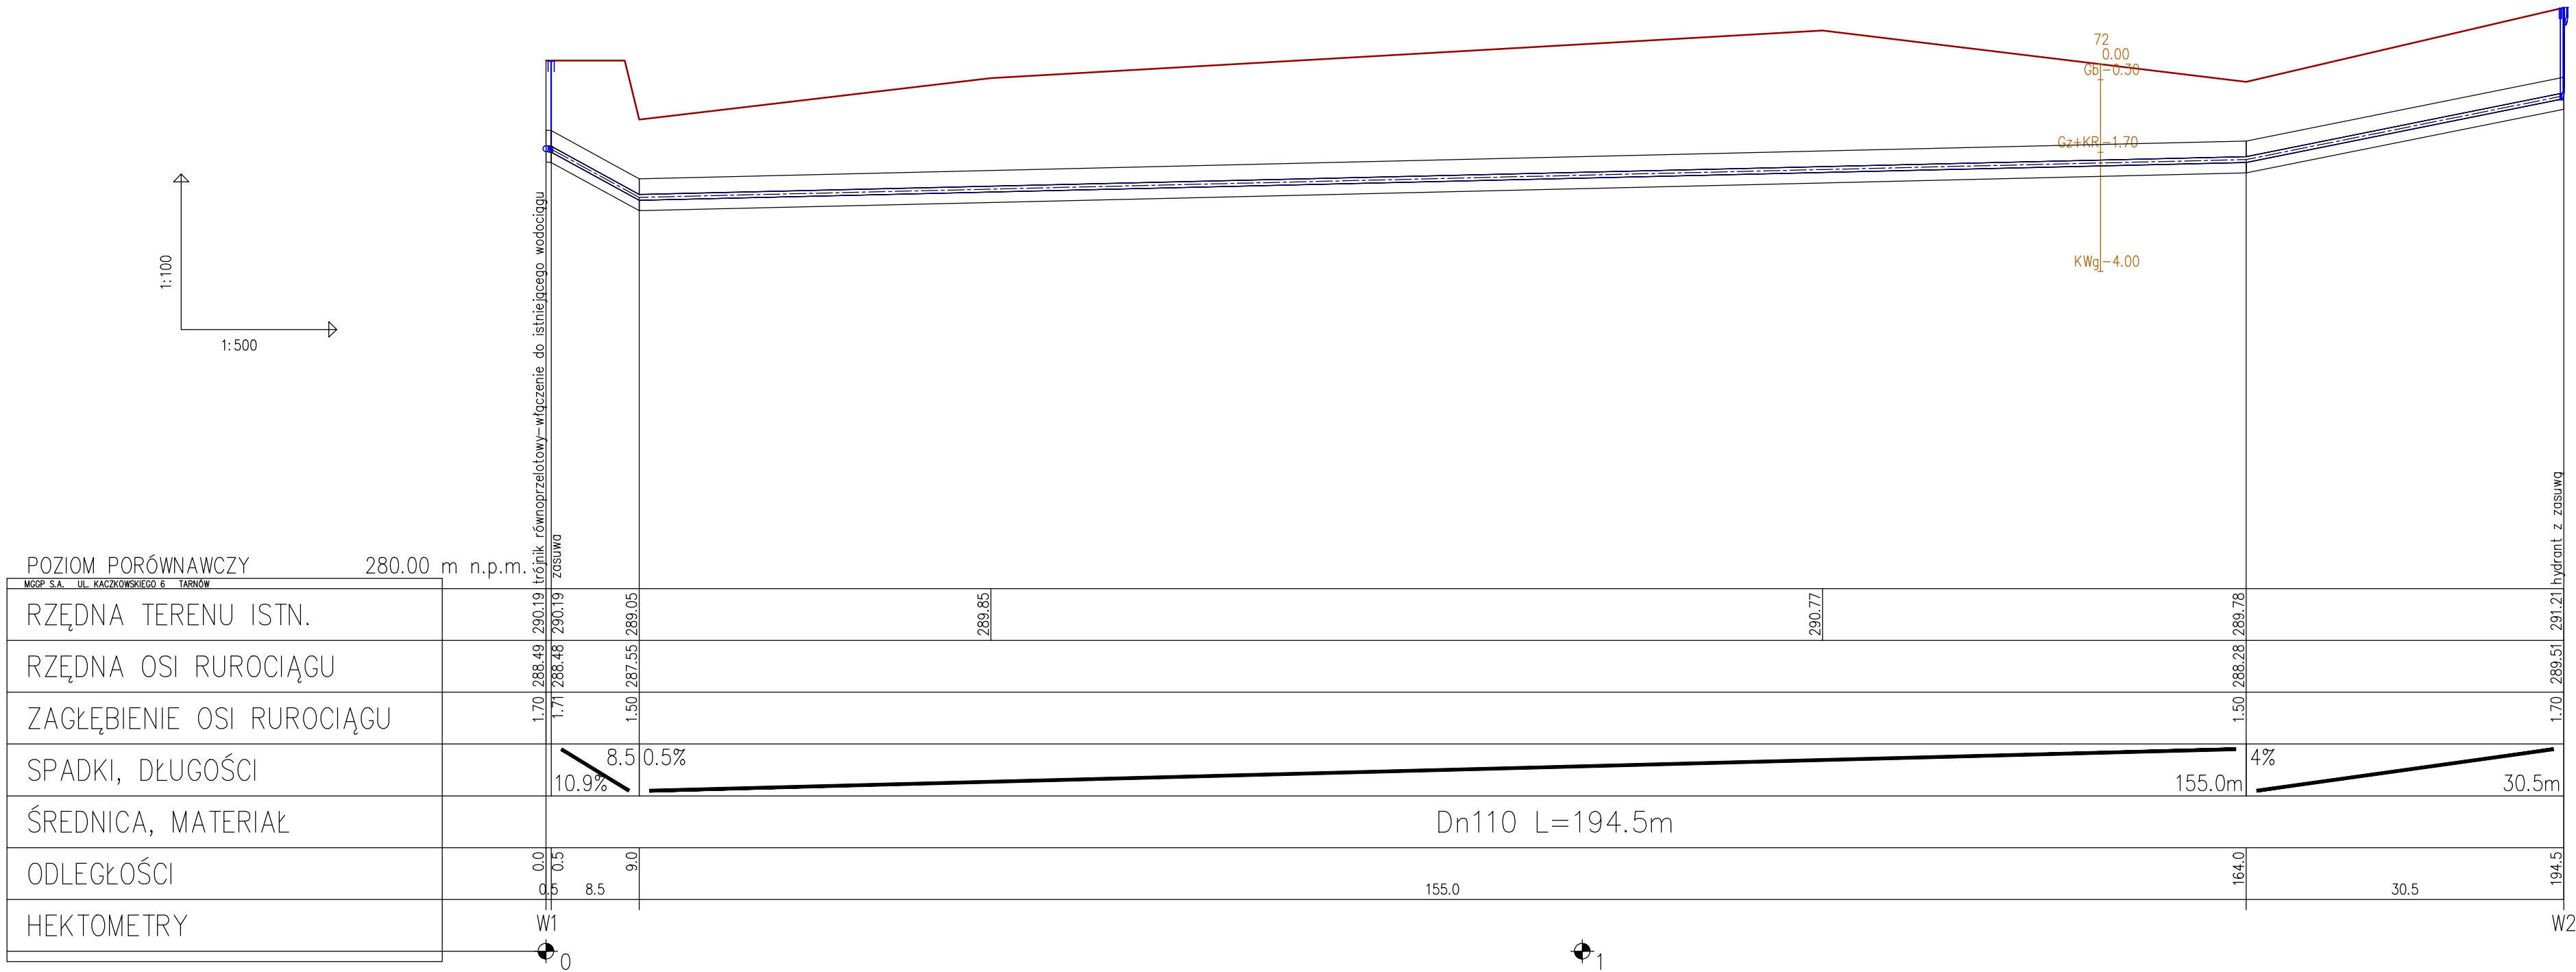 72
0.00
Gb -0.30
Gz+KR -1.70
KWg -4.00
1:100
1:500
trójnik równoprzelotowy-włączenie do istniejącego wodociągu
zasuwa
hydrant z zasuwą
POZIOM PORÓWNAWCZY 280.00 m n.p.m.
MGGP S.A. UL. KACZKOWSKIEGO 6 TARNÓW
RZĘDNA TERENU ISTN. 290.19 290.19 289.05 289.85 290.77 289.78 291.21
RZĘDNA OSI RUROCIĄGU 288.49 288.48 287.55 288.28 289.51
ZAGŁĘBIENIE OSI RUROCIĄGU 1.70 1.71 1.50 1.50 1.70
SPADKI, DŁUGOŚCI 10.9% 8.5 0.5% 155.0m 4% 30.5m
ŚREDNICA, MATERIAŁ Dn110 L=194.5m
ODLEGŁOŚCI 0.0 0.5 9.0 164.0 194.5
0.5 8.5 155.0 30.5
HEKTOMETRY W1 W2
0 1